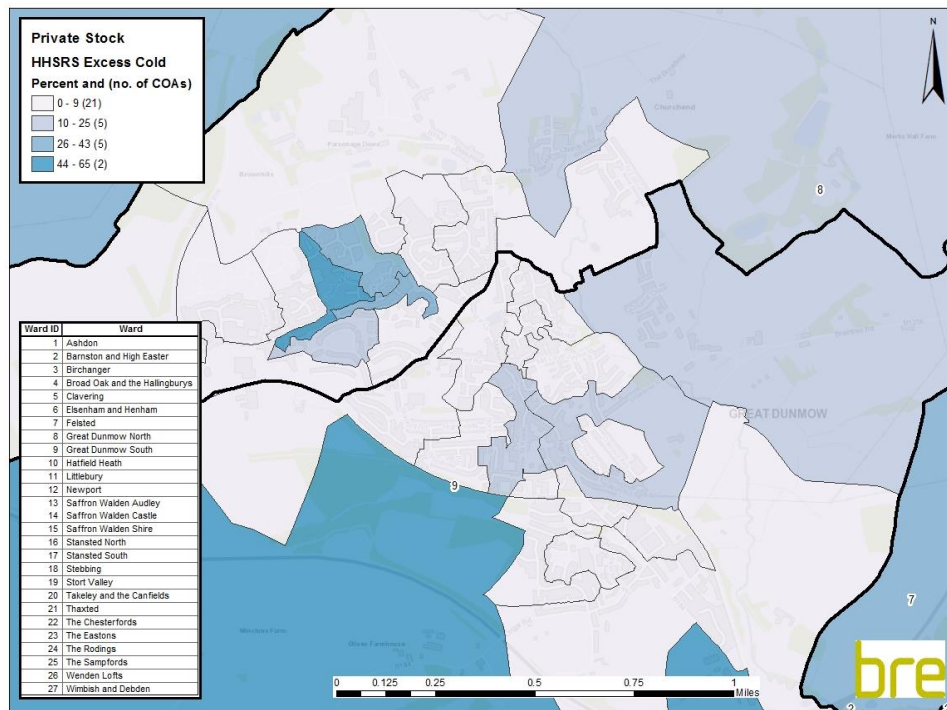 Private Stock
HHSRS Excess Cold
Percent and (no. of COAs)
0 - 9 (21)
10 - 25 (5)
26 - 43 (5)
44 - 65 (2)
N
Churchend
8
Ward ID Ward
1 Ashdon
2 Barnston and High Easter
3 Birchanger
4 Broad Oak and the Hallingburys
5 Clavering
6 Elsenham and Henham
7 Felsted
8 Great Dunmow North
9 Great Dunmow South
10 Hatfield Heath
11 Littlebury
12 Newport
13 Saffron Walden Audley
14 Saffron Walden Castle
15 Saffron Walden Shire
16 Stansted North
17 Stansted South
18 Stebbing
19 Stort Valley
20 Takeley and the Canfields
21 Thaxted
22 The Chesterfords
23 The Eastons
24 The Rodings
25 The Sampfords
26 Wenden Lofts
27 Wimbish and Debden
GREAT DUNMOW
9
7
0 0.125 0.25 0.5 0.75 1
Miles
bre
2